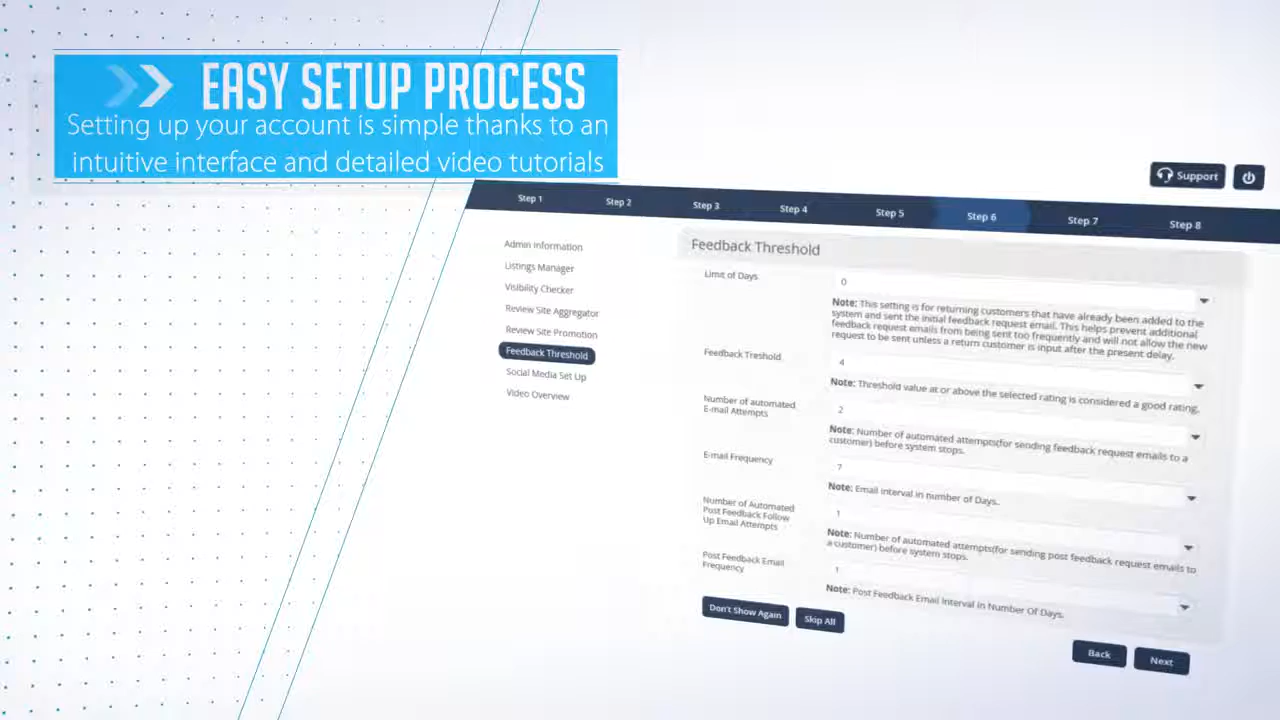 EASY SETUP PROCESS
Setting up your account is simple thanks to an
intuitive interface and detailed video tutorials
Support
Step 1
Step 2
Step 3
Step 4
Step 5
Step 6
Step 7
Step 8
Admin Information
Listings Manager
Visibility Checker
Review Site Aggregator
Review Site Promotion
Feedback Threshold
Social Media Set Up
Video Overview
Feedback Threshold
Limit of Days
0
Note: This setting is for returning customers that have already been added to the
system and sent the initial feedback request email. This helps prevent additional
feedback request emails from being sent too frequently and will not allow the new
request to be sent unless a return customer is input after the present delay.
Feedback Treshold
4
Note: Threshold value at or above the selected rating is considered a good rating.
Number of automated
E-mail Attempts
2
Note: Number of automated attempts(for sending feedback request emails to a
customer) before system stops.
E-mail Frequency
7
Note: Email interval in number of Days.
Number of Automated
Post Feedback Follow
Up Email Attempts
1
Note: Number of automated attempts(for sending post feedback request emails to
a customer) before system stops.
Post Feedback Email
Frequency
1
Note: Post Feedback Email Interval In Number Of Days.
Don't Show Again
Skip All
Back
Next